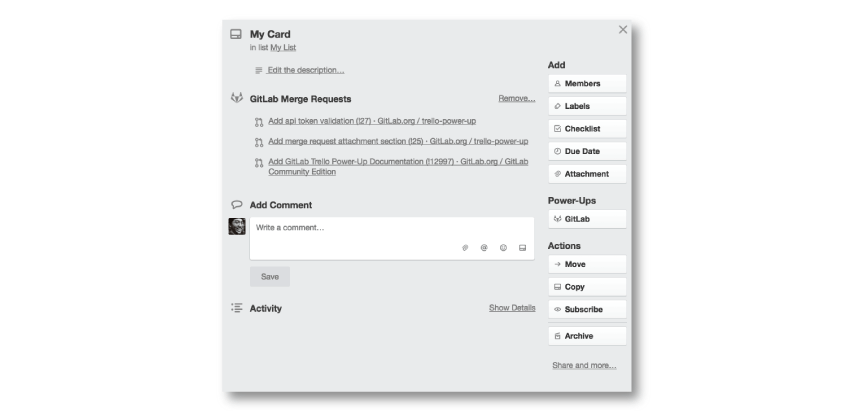 My Card
in list My List
Edit the description…
GitLab Merge Requests
Remove…
Add api token validation (!27) · GitLab.org / trello-power-up
Add merge request attachment section (!25) · GitLab.org / trello-power-up
Add GitLab Trello Power-Up Documentation (!12997) · GitLab.org / GitLab
Community Edition
Add Comment
Write a comment…
@
Save
Activity
Show Details
Add
Members
Labels
Checklist
Due Date
Attachment
Power-Ups
GitLab
Actions
Move
Copy
Subscribe
Archive
Share and more…